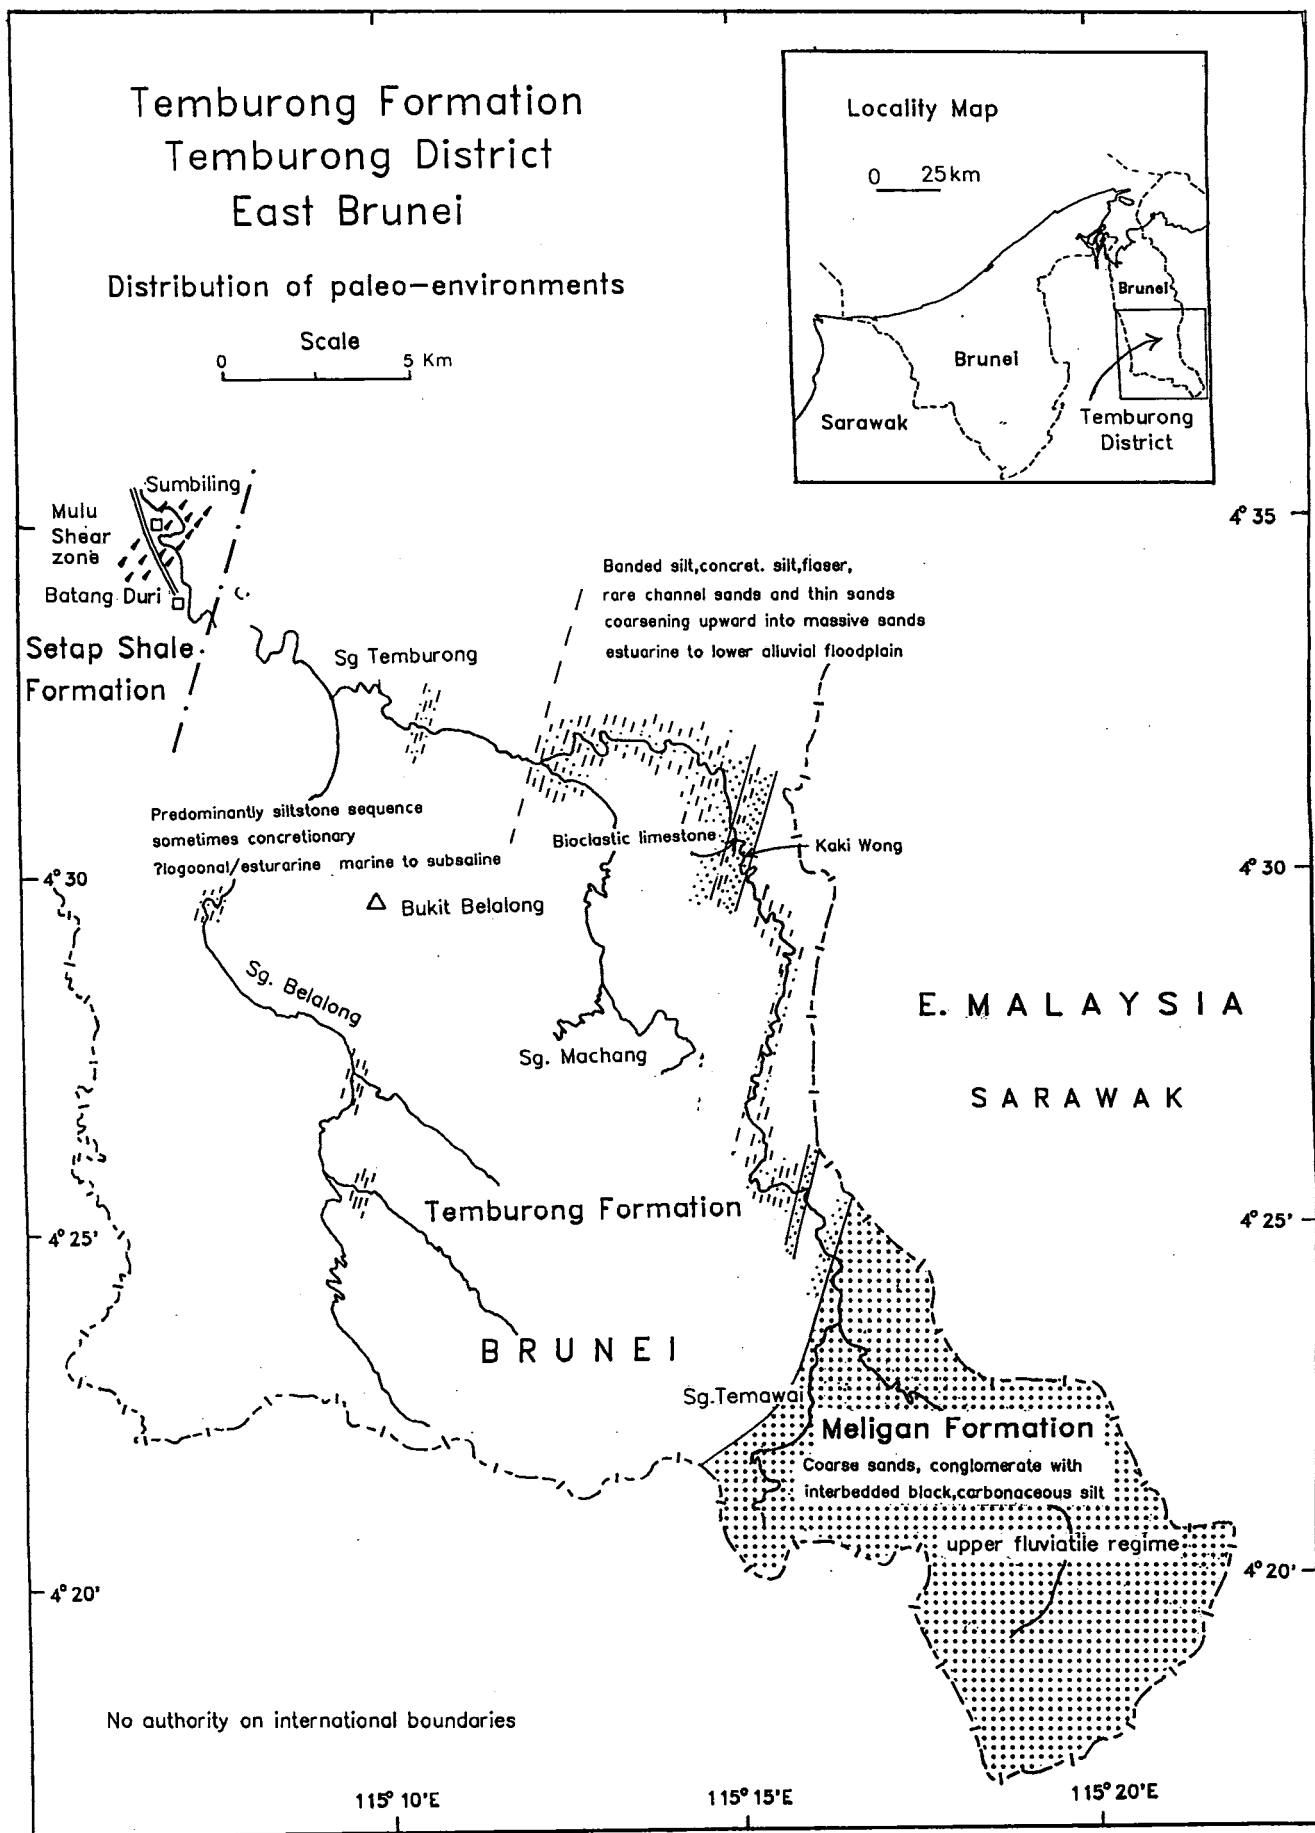 Temburong Formation
Temburong District
East Brunei
Distribution of paleo-environments
Scale
0 5 Km
Locality Map
0 25km
Brunei
Brunei
Sarawak
Temburong
District
Sumbiling
Mulu
Shear
zone
Batang Duri
Setap Shale
Formation
4° 35
Banded silt,concret. silt,flaser,
rare channel sands and thin sands
coarsening upward into massive sands
estuarine to lower alluvial floodplain
Sg Temburong
Predominantly siltstone sequence
sometimes concretionary
?logoonal/esturarine marine to subsaline
Bioclastic limestone
Kaki Wong
4° 30
4° 30
Bukit Belalong
Sg. Belalong
Sg. Machang
E. MALAYSIA
SARAWAK
Temburong Formation
4° 25'
4° 25'
BRUNEI
Sg.Temawai
Meligan Formation
Coarse sands, conglomerate with
interbedded black,carbonaceous silt
upper fluviatile regime
4° 20'
4° 20'
No authority on international boundaries
115° 10'E
115° 15'E
115° 20'E